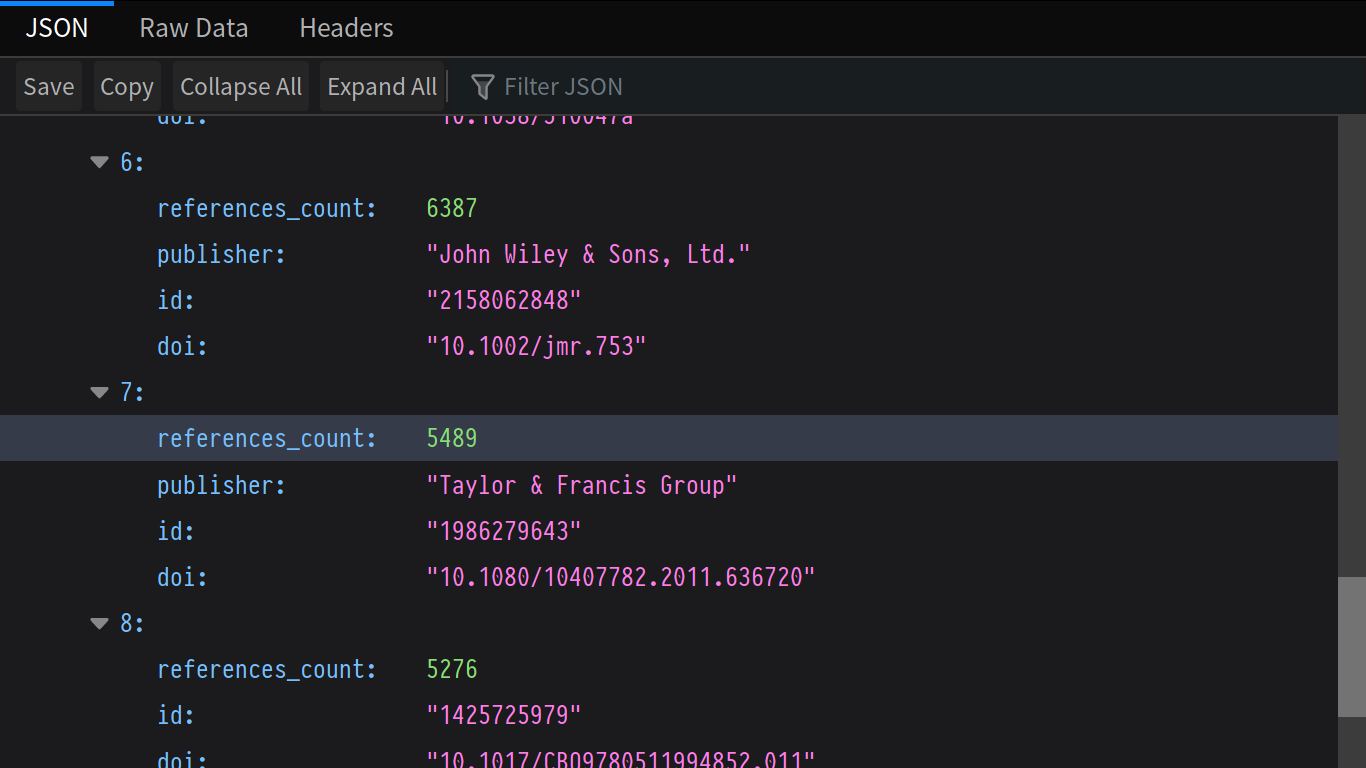 JSON Raw Data Headers
Save Copy Collapse All Expand All Filter JSON
doi: "10.1038/310047a
6:
references_count: 6387
publisher: "John Wiley & Sons, Ltd."
id: "2158062848"
doi: "10.1002/jmr.753"
7:
references_count: 5489
publisher: "Taylor & Francis Group"
id: "1986279643"
doi: "10.1080/10407782.2011.636720"
8:
references_count: 5276
id: "1425725979"
doi: "10.1017/CBO9780511994852.011"